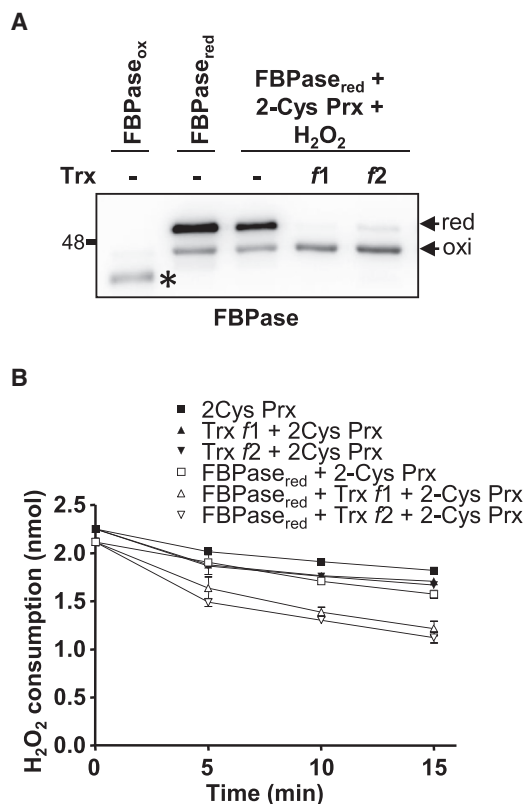 A
FBPaseox
FBPasered
FBPasered +
2-Cys Prx +
H2O2
Trx - - - f1 f2
48
red
oxi
*
FBPase
B
2Cys Prx
Trx f1 + 2Cys Prx
Trx f2 + 2Cys Prx
FBPasered + 2-Cys Prx
FBPasered + Trx f1 + 2-Cys Prx
FBPasered + Trx f2 + 2-Cys Prx
H2O2 consumption (nmol)
2.5
2.0
1.5
1.0
0.5
0.0
0 5 10 15
Time (min)